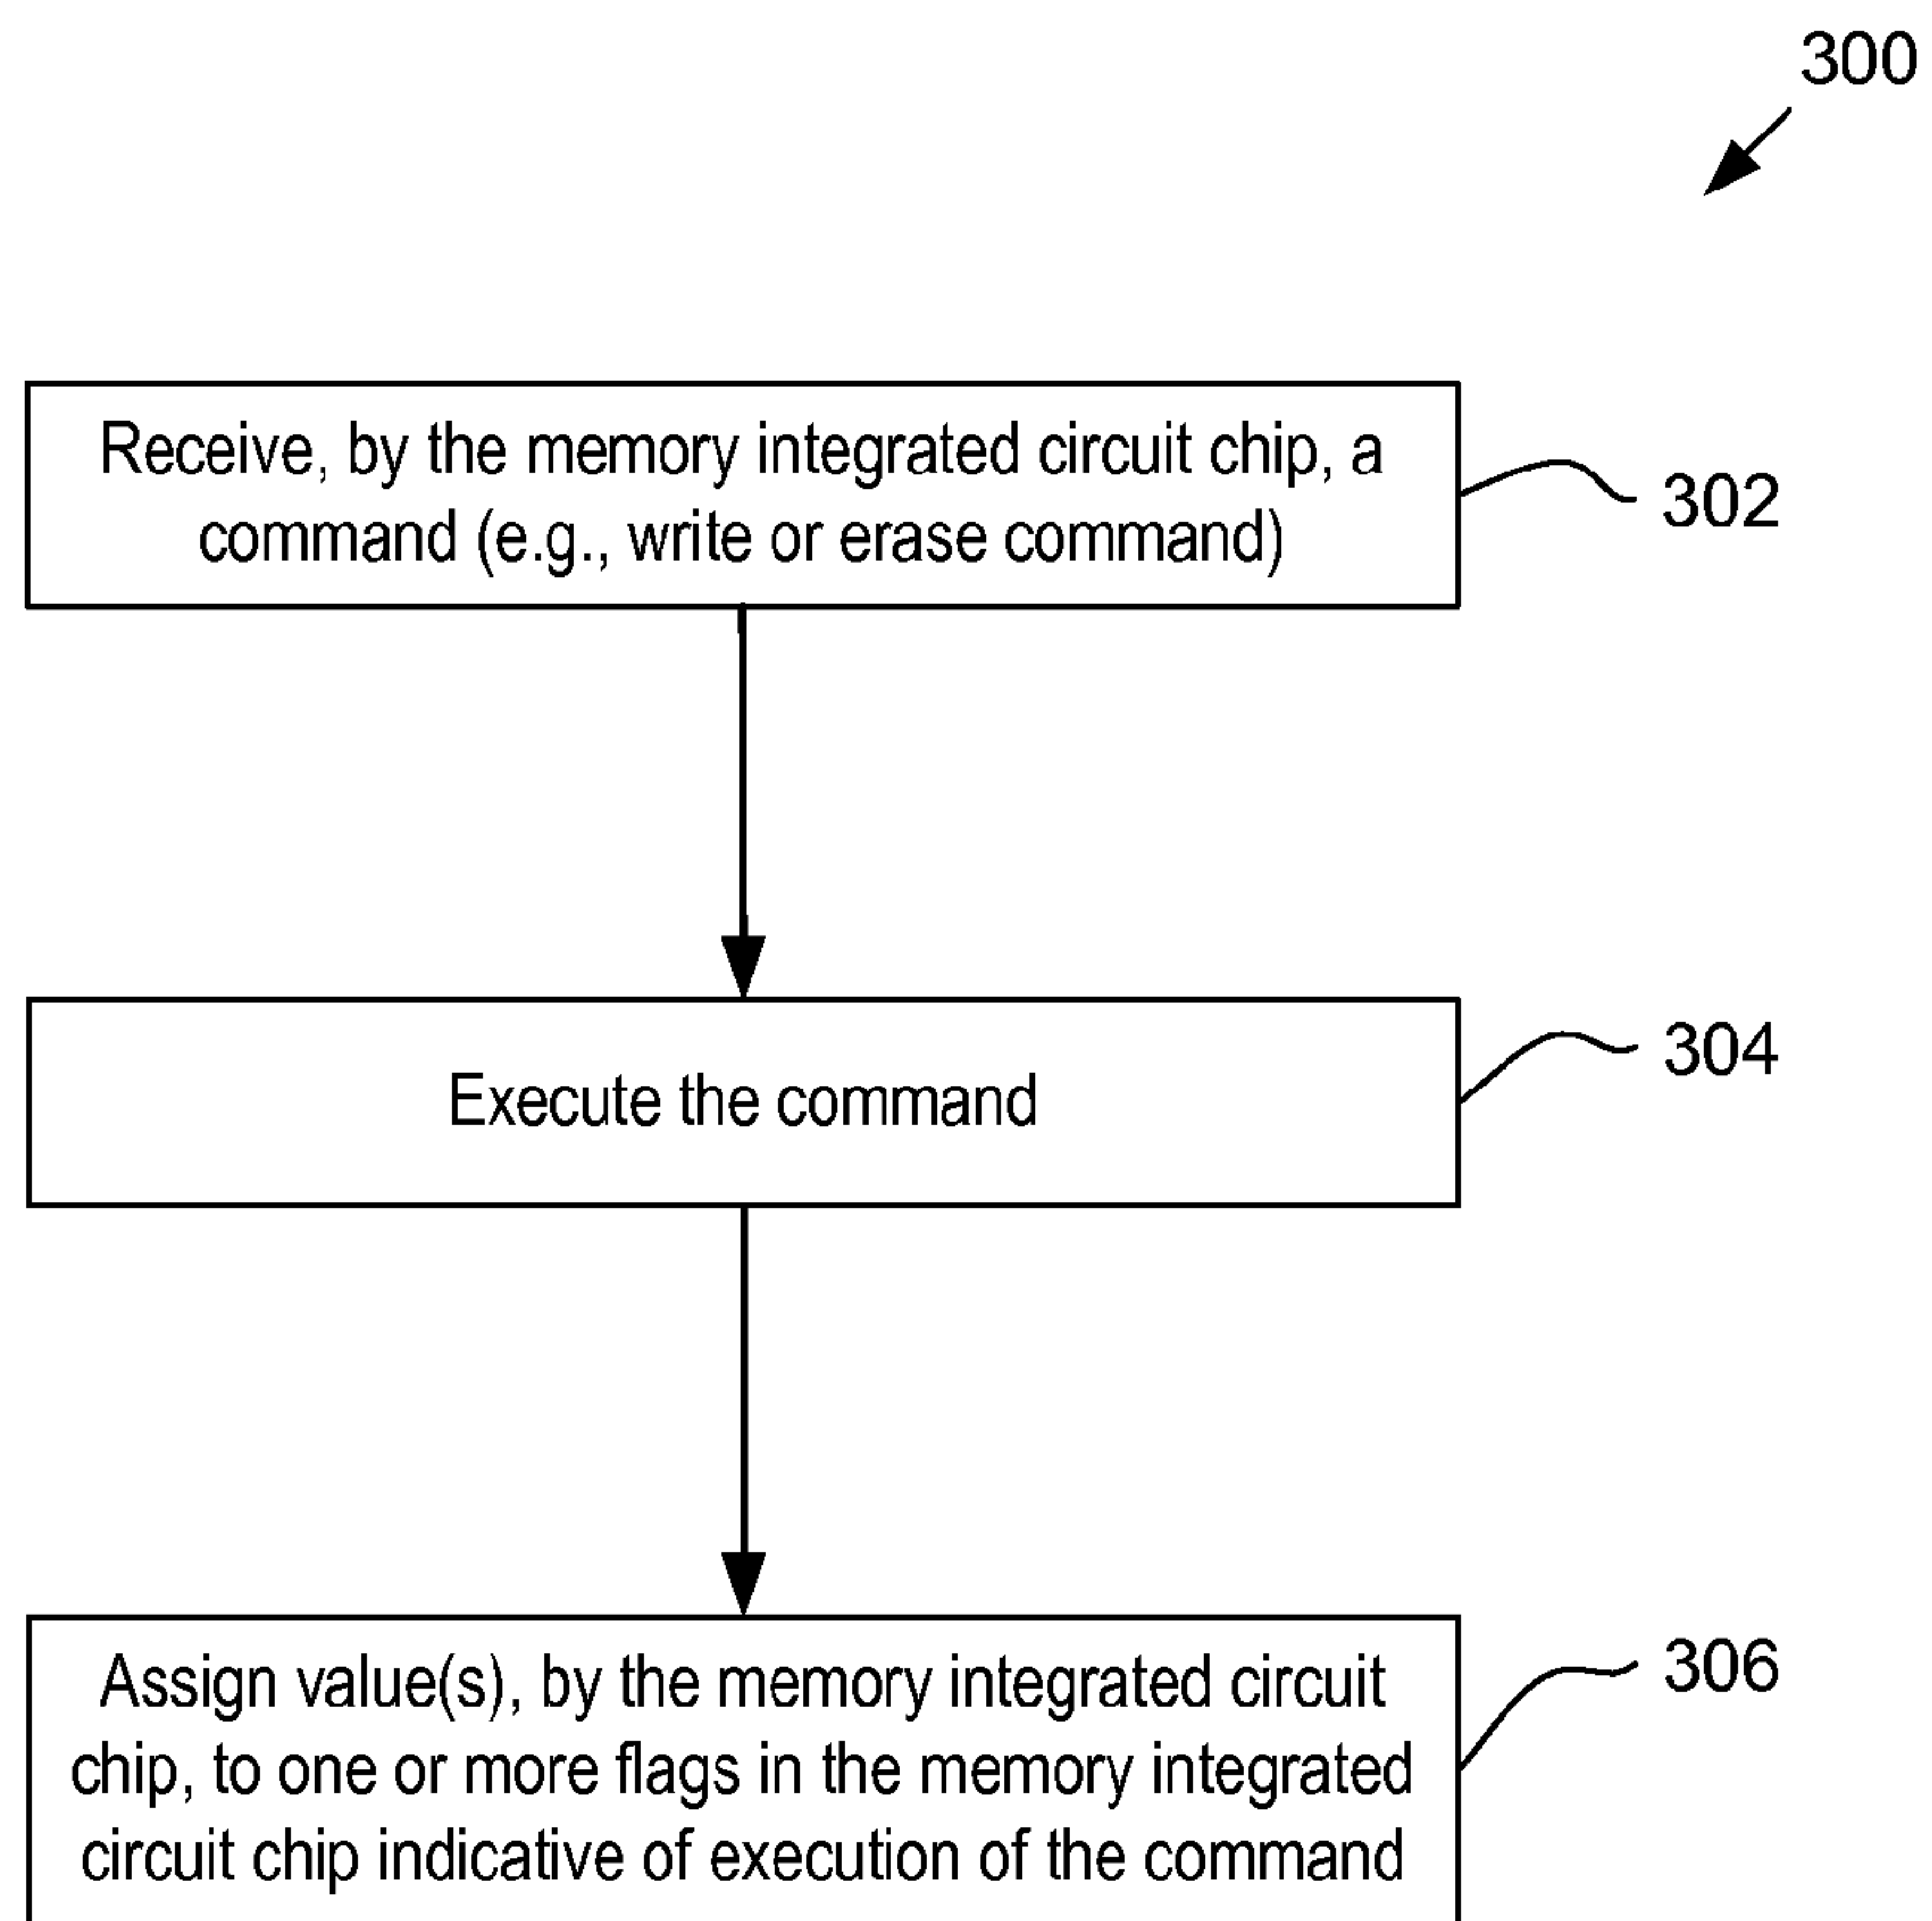 300
Receive, by the memory integrated circuit chip, a
command (e.g., write or erase command)
302
Execute the command
304
Assign value(s), by the memory integrated circuit
chip, to one or more flags in the memory integrated
circuit chip indicative of execution of the command
306